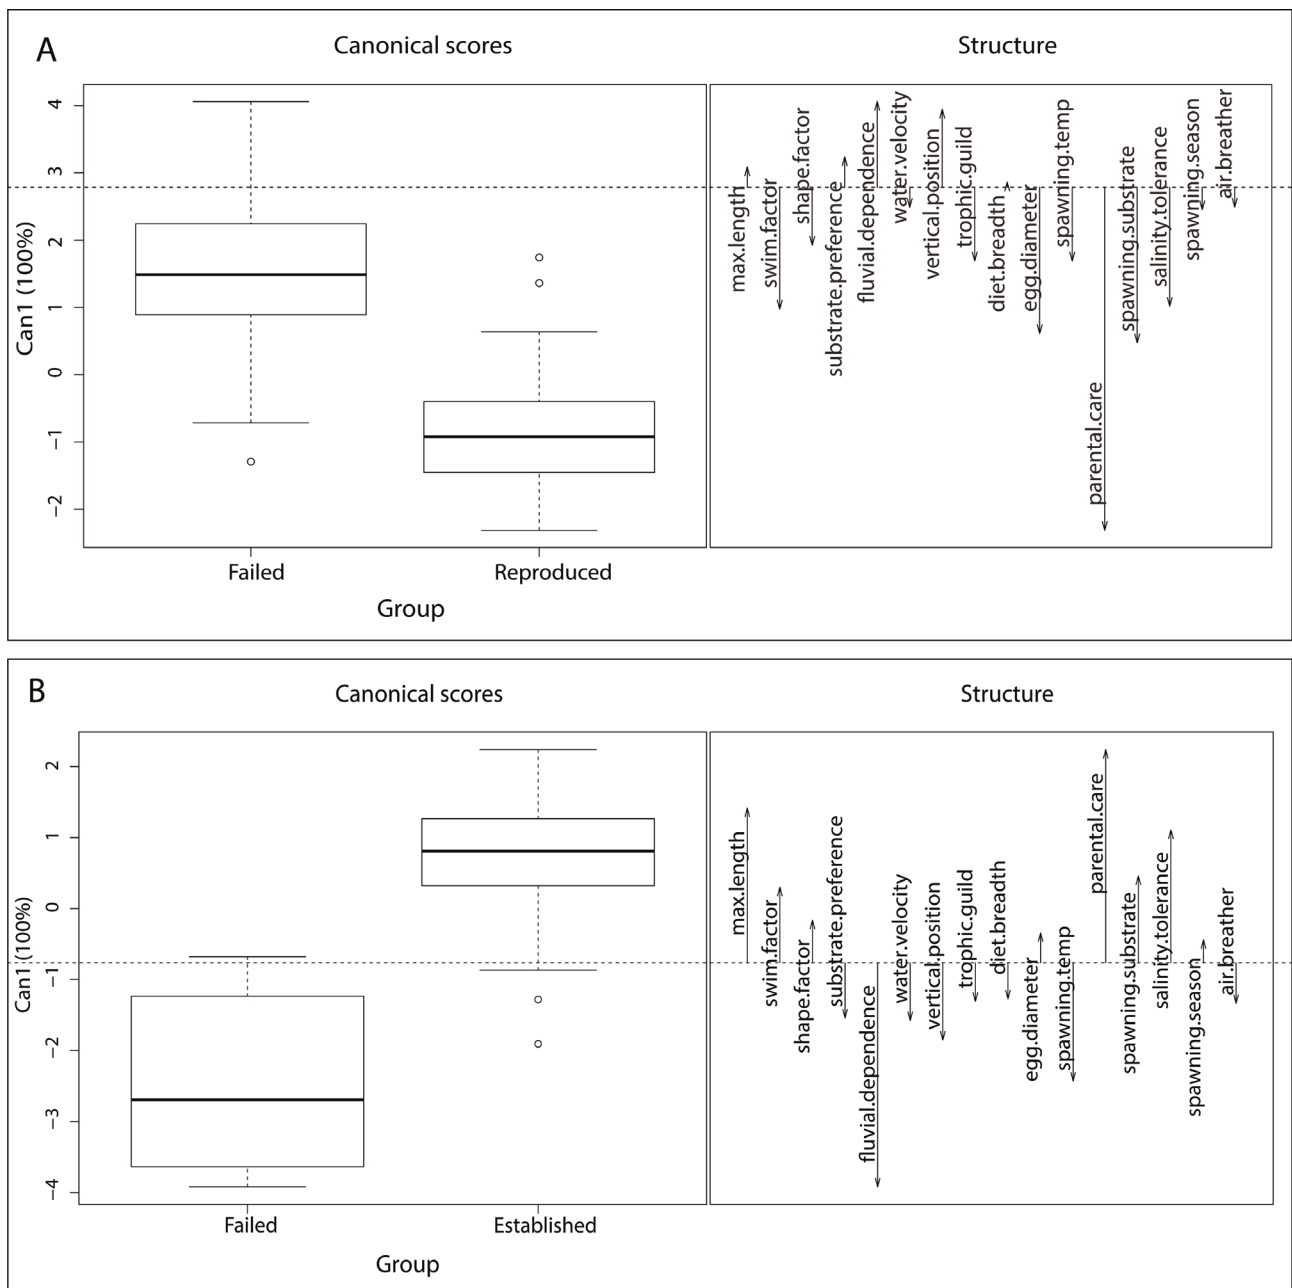 A
Canonical scores
Structure
Can1 (100%)
4
3
2
1
0
−1
−2
Failed
Reproduced
Group
max.length
swim.factor
shape.factor
substrate.preference
fluvial.dependence
water.velocity
vertical.position
trophic.guild
diet.breadth
egg.diameter
spawning.temp
parental.care
spawning.substrate
salinity.tolerance
spawning.season
air.breather
B
Canonical scores
Structure
Can1 (100%)
2
1
0
−1
−2
−3
−4
Failed
Established
Group
max.length
swim.factor
shape.factor
substrate.preference
fluvial.dependence
water.velocity
vertical.position
trophic.guild
diet.breadth
egg.diameter
spawning.temp
parental.care
spawning.substrate
salinity.tolerance
spawning.season
air.breather